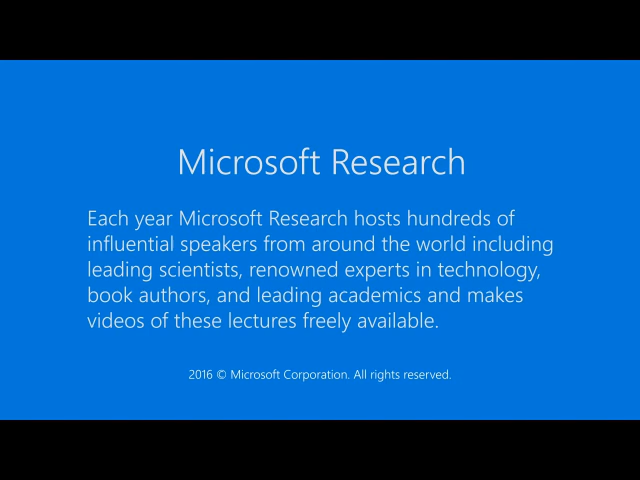 Microsoft Research
Each year Microsoft Research hosts hundreds of
influential speakers from around the world including
leading scientists, renowned experts in technology,
book authors, and leading academics and makes
videos of these lectures freely available.
2016 © Microsoft Corporation. All rights reserved.